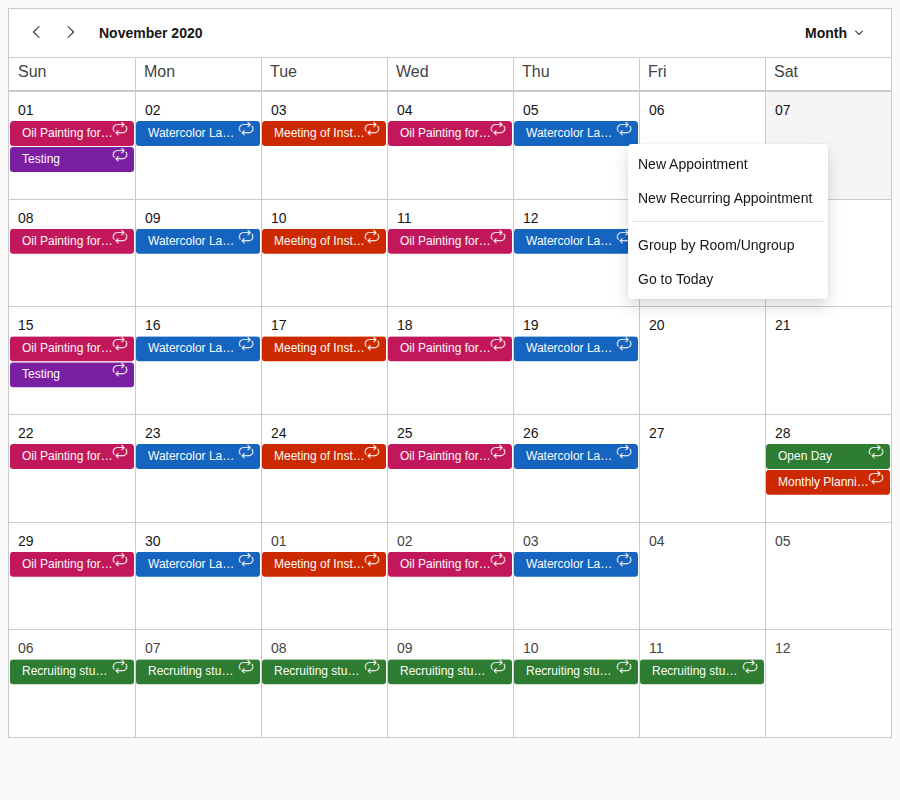 November 2020
Month
Sun Mon Tue Wed Thu Fri Sat
01 02 03 04 05 06 07
Oil Painting for... Watercolor La... Meeting of Inst... Oil Painting for... Watercolor La...
Testing
New Appointment
New Recurring Appointment
Group by Room/Ungroup
Go to Today
08 09 10 11 12
Oil Painting for... Watercolor La... Meeting of Inst... Oil Painting for... Watercolor La...
15 16 17 18 19 20 21
Oil Painting for... Watercolor La... Meeting of Inst... Oil Painting for... Watercolor La...
Testing
22 23 24 25 26 27 28
Oil Painting for... Watercolor La... Meeting of Inst... Oil Painting for... Watercolor La... Open Day
Monthly Planni...
29 30 01 02 03 04 05
Oil Painting for... Watercolor La... Meeting of Inst... Oil Painting for... Watercolor La...
06 07 08 09 10 11 12
Recruiting stu... Recruiting stu... Recruiting stu... Recruiting stu... Recruiting stu... Recruiting stu...